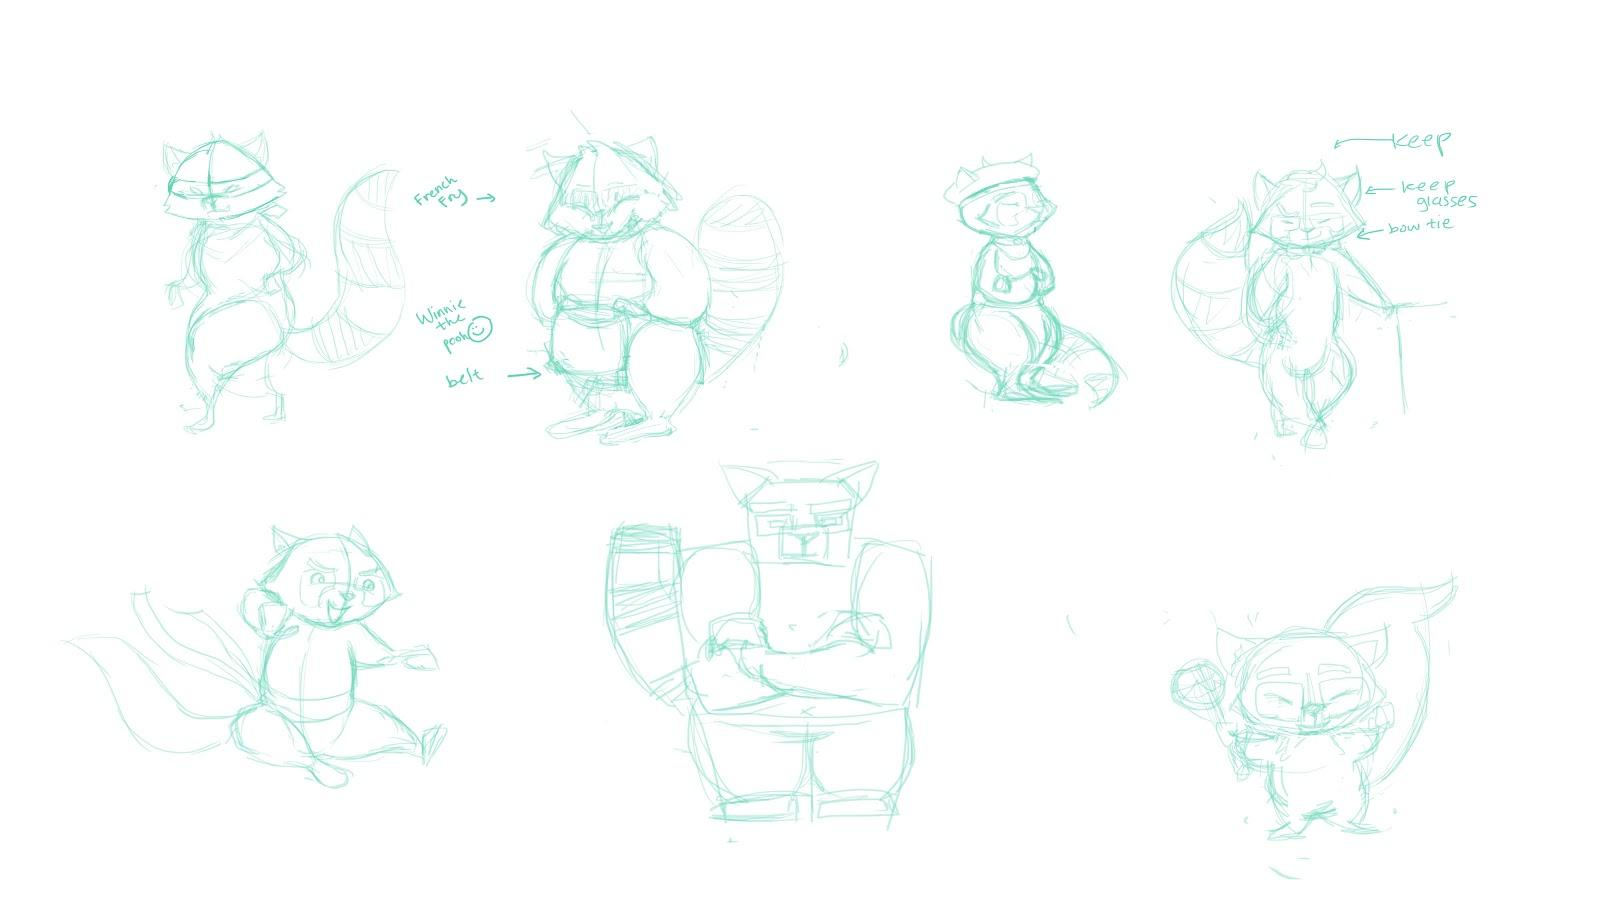 French
Fry
Winnie
the
pooh
belt
keep
keep
glasses
bow tie